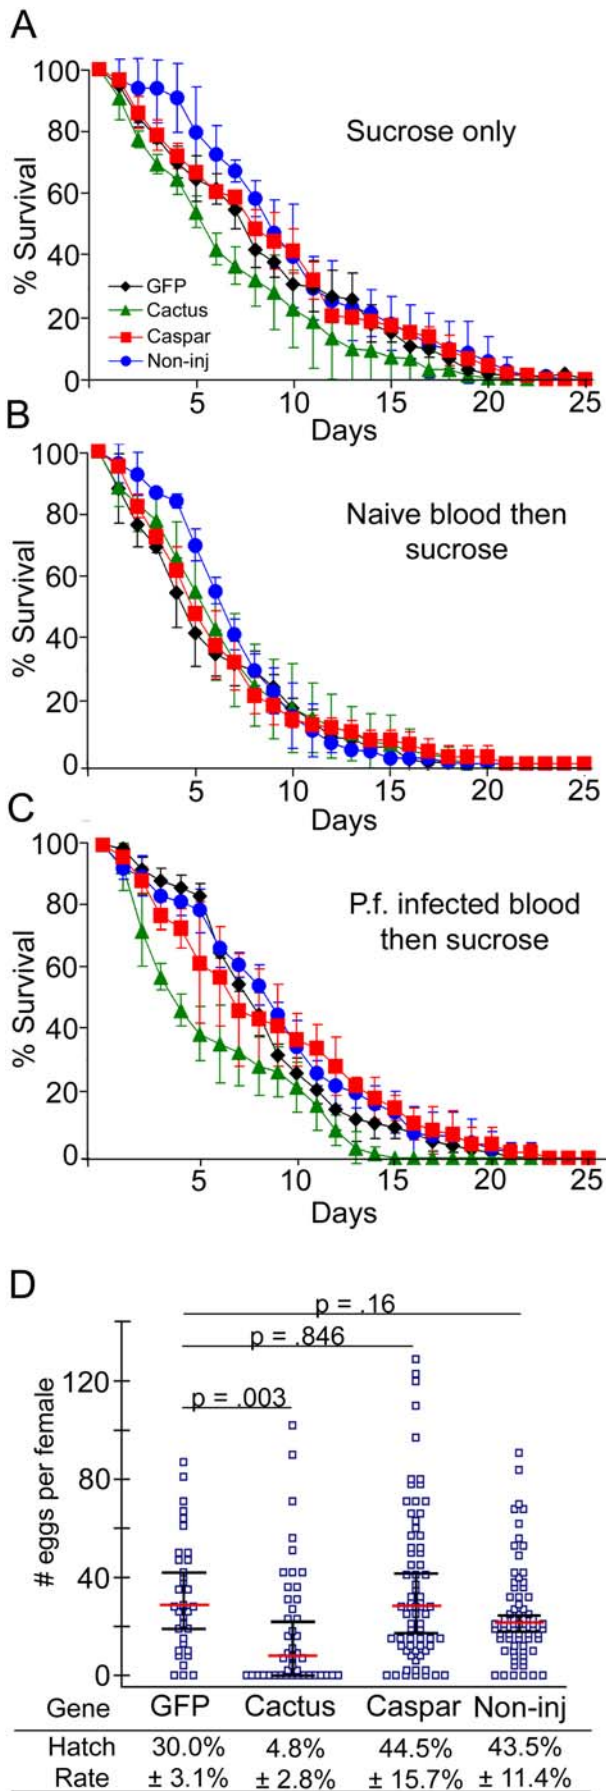 A
100
80
60
40
20
0
% Survival
Sucrose only
GFP
Cactus
Caspar
Non-inj
5 10 15 20 25
Days
B
100
80
60
40
20
0
% Survival
Naive blood then
sucrose
5 10 15 20 25
Days
C
100
80
60
40
20
0
% Survival
P.f. infected blood
then sucrose
5 10 15 20 25
Days
D
p = .16
p = .846
p = .003
120
80
40
0
# eggs per female
Gene GFP Cactus Caspar Non-inj
Hatch 30.0% 4.8% 44.5% 43.5%
Rate ± 3.1% ± 2.8% ± 15.7% ± 11.4%